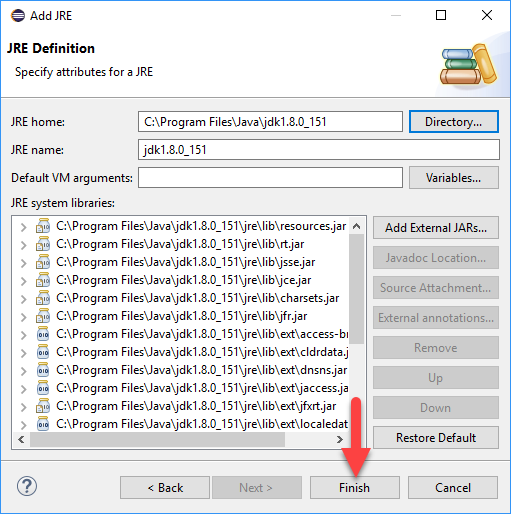 Add JRE
JRE Definition
Specify attributes for a JRE
JRE home: C:\Program Files\Java\jdk1.8.0_151 Directory...
JRE name: jdk1.8.0_151
Default VM arguments: Variables...
JRE system libraries:
C:\Program Files\Java\jdk1.8.0_151\jre\lib\resources.jar
C:\Program Files\Java\jdk1.8.0_151\jre\lib\rt.jar
C:\Program Files\Java\jdk1.8.0_151\jre\lib\jsse.jar
C:\Program Files\Java\jdk1.8.0_151\jre\lib\jce.jar
C:\Program Files\Java\jdk1.8.0_151\jre\lib\charsets.jar
C:\Program Files\Java\jdk1.8.0_151\jre\lib\jfr.jar
C:\Program Files\Java\jdk1.8.0_151\jre\lib\ext\access-br
C:\Program Files\Java\jdk1.8.0_151\jre\lib\ext\cldrdata.j
C:\Program Files\Java\jdk1.8.0_151\jre\lib\ext\dnsns.jar
C:\Program Files\Java\jdk1.8.0_151\jre\lib\ext\jaccess.ja
C:\Program Files\Java\jdk1.8.0_151\jre\lib\ext\jfxrt.jar
C:\Program Files\Java\jdk1.8.0_151\jre\lib\ext\localedat
Add External JARs...
Javadoc Location...
Source Attachment...
External annotations...
Remove
Up
Down
Restore Default
? < Back Next > Finish Cancel